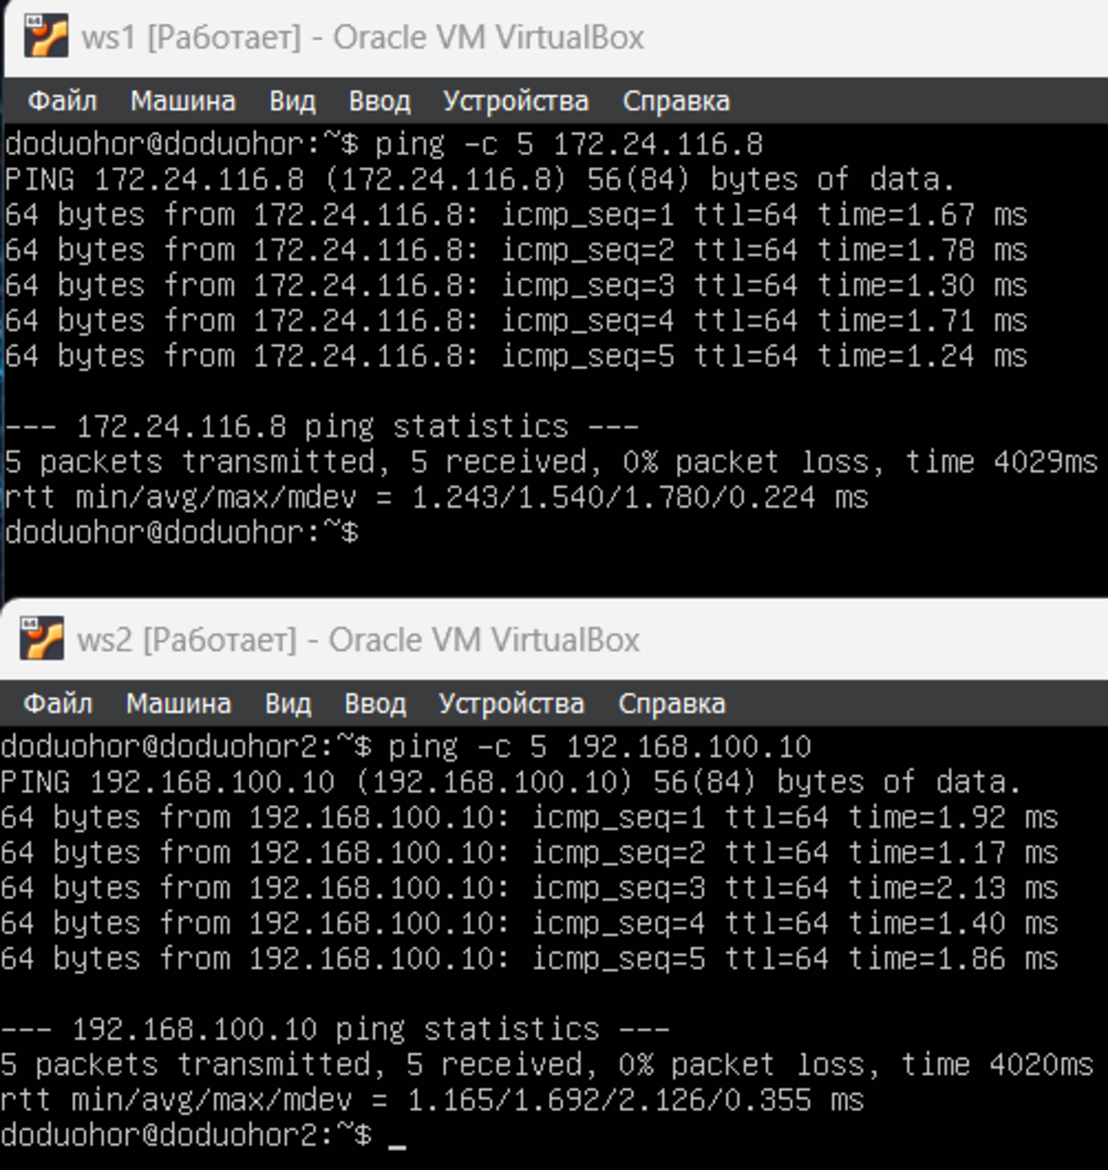 ws1 [Работает] - Oracle VM VirtualBox
Файл Машина Вид Ввод Устройства Справка
doduohor@doduohor:~$ ping -c 5 172.24.116.8
PING 172.24.116.8 (172.24.116.8) 56(84) bytes of data.
64 bytes from 172.24.116.8: icmp_seq=1 ttl=64 time=1.67 ms
64 bytes from 172.24.116.8: icmp_seq=2 ttl=64 time=1.78 ms
64 bytes from 172.24.116.8: icmp_seq=3 ttl=64 time=1.30 ms
64 bytes from 172.24.116.8: icmp_seq=4 ttl=64 time=1.71 ms
64 bytes from 172.24.116.8: icmp_seq=5 ttl=64 time=1.24 ms
--- 172.24.116.8 ping statistics ---
5 packets transmitted, 5 received, 0% packet loss, time 4029ms
rtt min/avg/max/mdev = 1.243/1.540/1.780/0.224 ms
doduohor@doduohor:~$
ws2 [Работает] - Oracle VM VirtualBox
Файл Машина Вид Ввод Устройства Справка
doduohor@doduohor2:~$ ping -c 5 192.168.100.10
PING 192.168.100.10 (192.168.100.10) 56(84) bytes of data.
64 bytes from 192.168.100.10: icmp_seq=1 ttl=64 time=1.92 ms
64 bytes from 192.168.100.10: icmp_seq=2 ttl=64 time=1.17 ms
64 bytes from 192.168.100.10: icmp_seq=3 ttl=64 time=2.13 ms
64 bytes from 192.168.100.10: icmp_seq=4 ttl=64 time=1.40 ms
64 bytes from 192.168.100.10: icmp_seq=5 ttl=64 time=1.86 ms
--- 192.168.100.10 ping statistics ---
5 packets transmitted, 5 received, 0% packet loss, time 4020ms
rtt min/avg/max/mdev = 1.165/1.692/2.126/0.355 ms
doduohor@doduohor2:~$ _